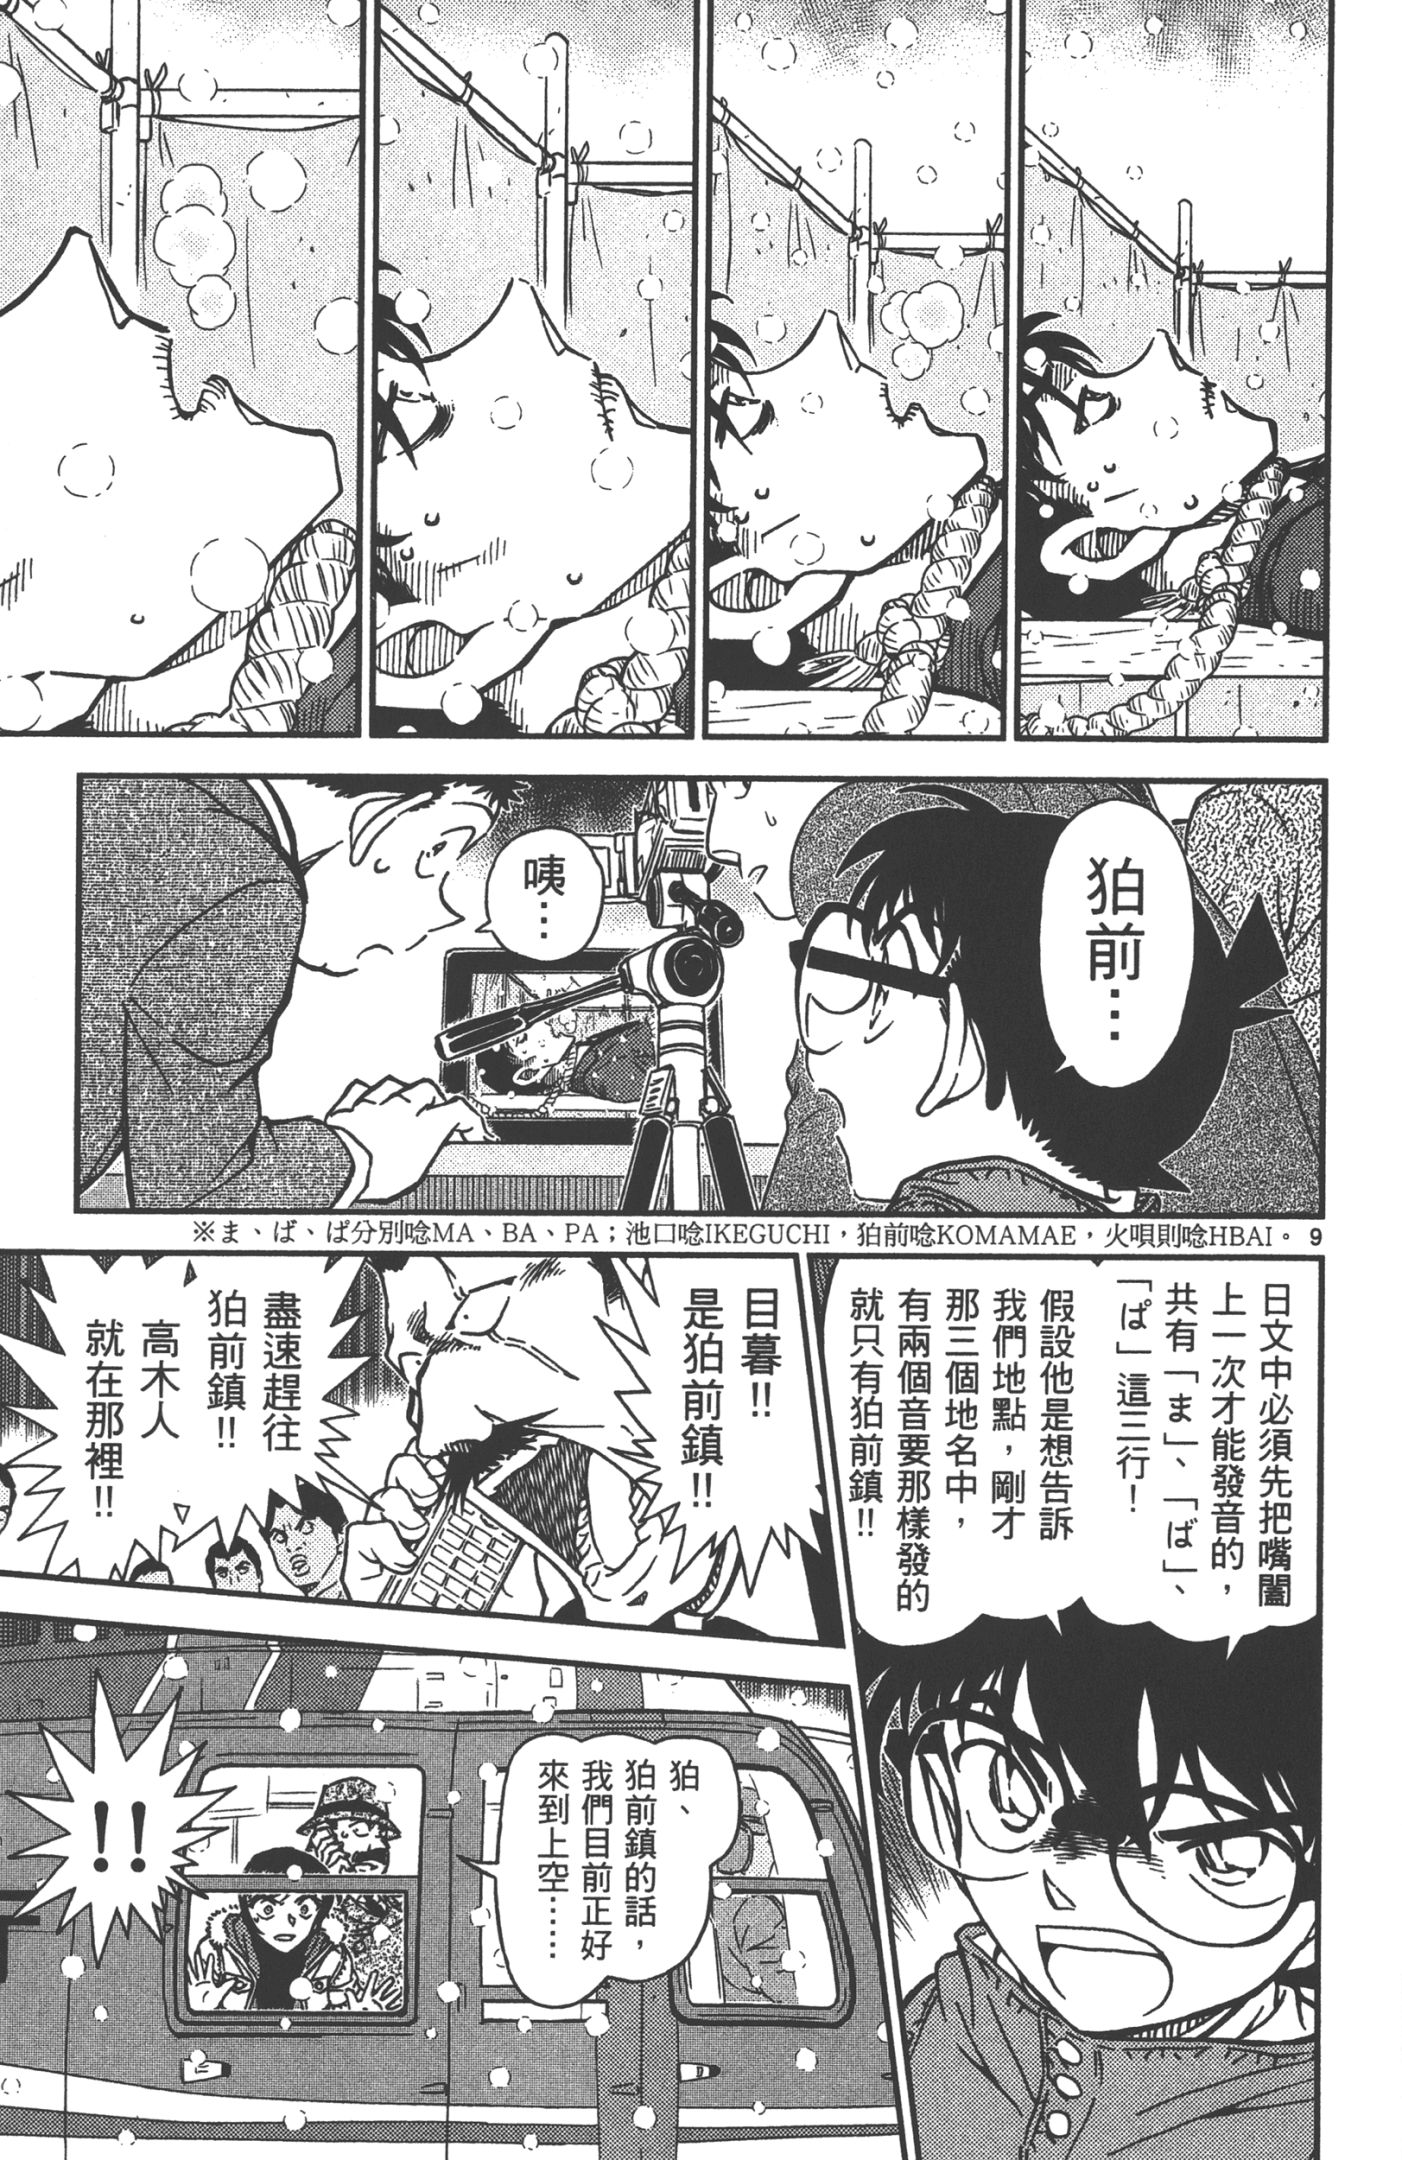 狛前…
咦…
※ま、ば、ぱ分別唸MA、BA、PA；池口唸IKEGUCHI，狛前唸KOMAMAE，火唄則唸HBAI。
9
日文中必須先把嘴闔
上一次才能發音的，
共有「ま」、「ば」、
「ぱ」這三行！
假設他是想告訴
我們地點，剛才
那三個地名中，
有兩個音要那樣發的
就只有狛前鎮!!
目暮!!
是狛前鎮!!
盡速趕往
狛前鎮!!
高木人
就在那裡!!
狛、
狛前鎮的話，
我們目前正好
來到上空……
!!